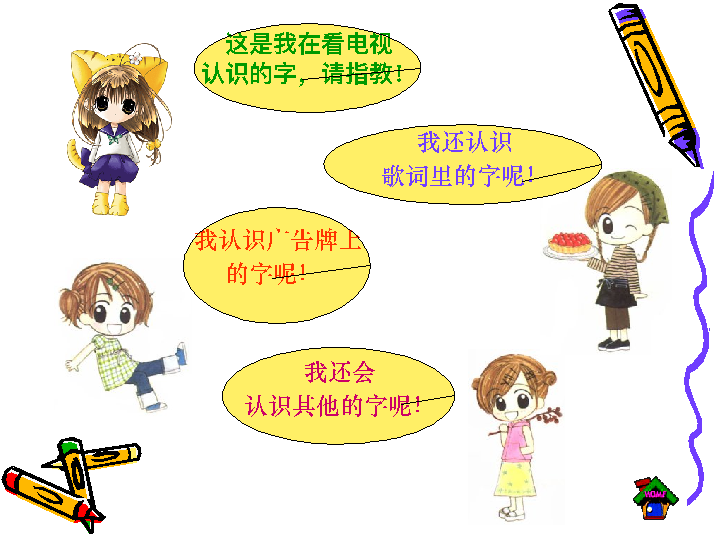 这是我在看电视
认识的字，请指教！
我还认识
歌词里的字呢！
我认识广告牌上
的字呢！
我还会
认识其他的字呢！